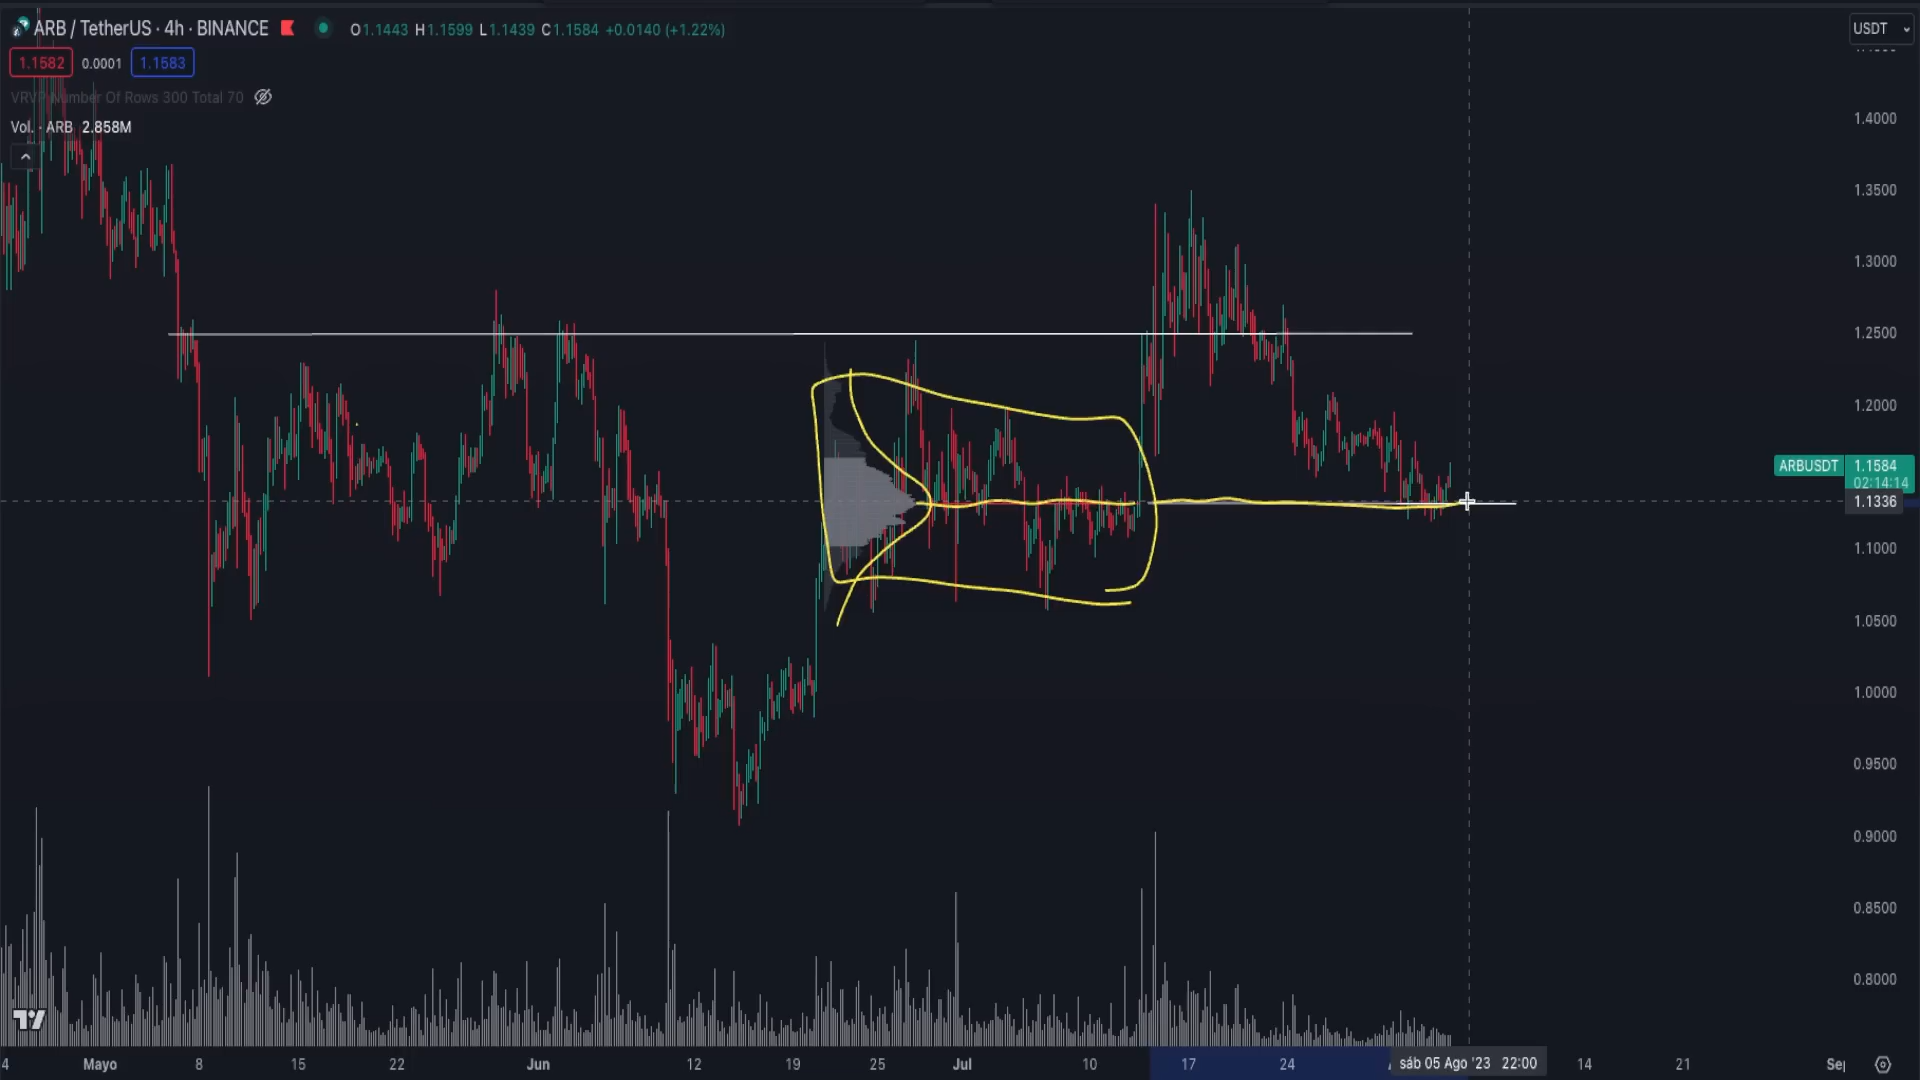 ARB / TetherUS · 4h · BINANCE O1.1443 H1.1599 L1.1439 C1.1584 +0.0140 (+1.22%)
USDT
1.1582 0.0001 1.1583
VRVP Number Of Rows 300 Total 70
Vol. · ARB 2.858M
1.4000
1.3500
1.3000
1.2500
1.2000
ARBUSDT 1.1584
02:14:14
1.1336
1.1000
1.0500
1.0000
0.9500
0.9000
0.8500
0.8000
4 Mayo 8 15 22 Jun 12 19 25 Jul 10 17 24 sáb 05 Ago '23 22:00 14 21 Sep